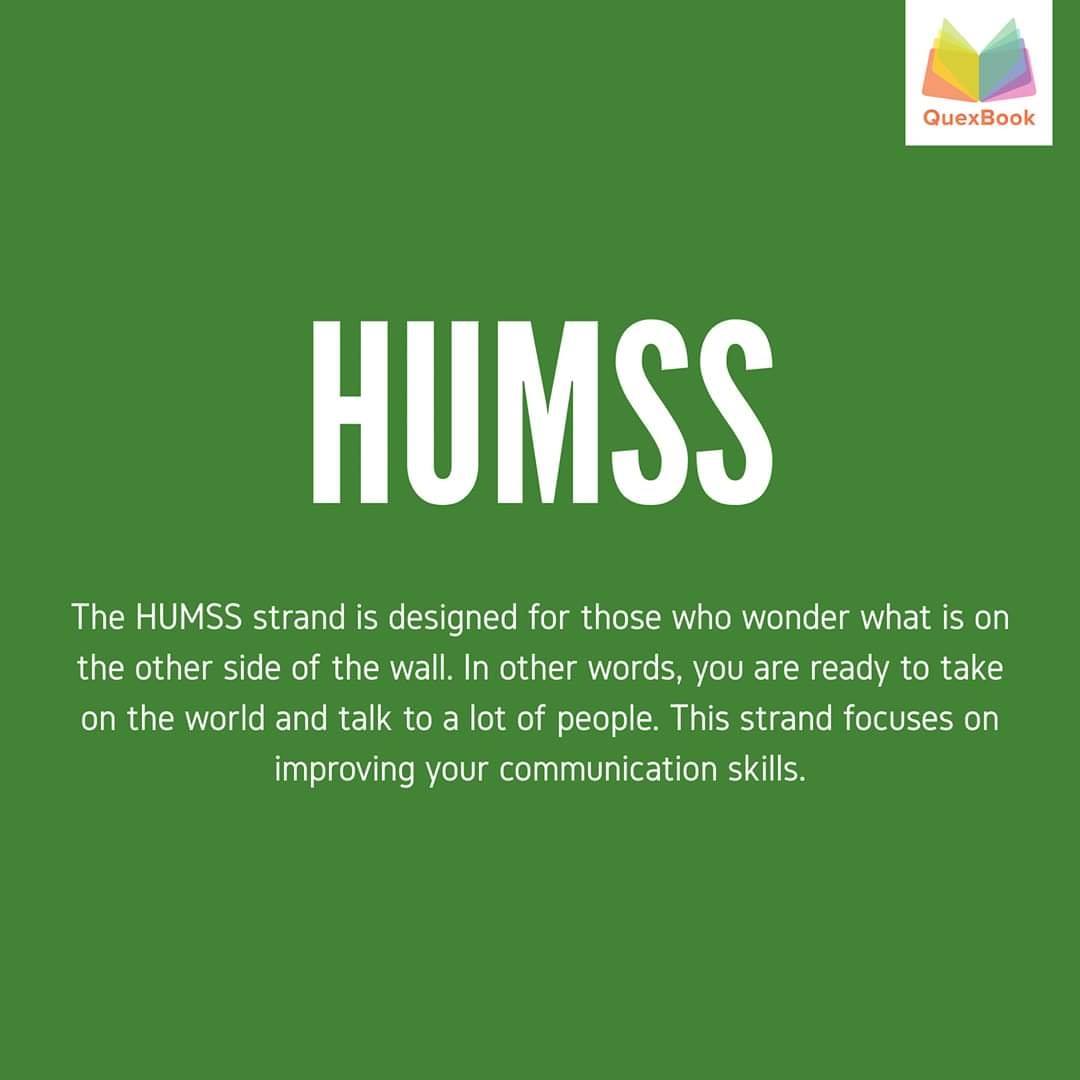 QuexBook
HUMSS
The HUMSS strand is designed for those who wonder what is on
the other side of the wall. In other words, you are ready to take
on the world and talk to a lot of people. This strand focuses on
improving your communication skills.